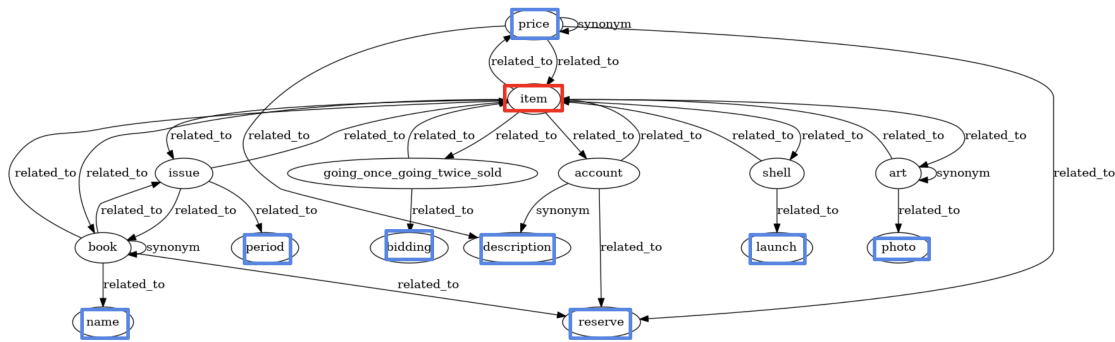 price synonym
related_to related_to
item
related_to related_to related_to related_to related_to related_to related_to related_to related_to
related_to issue going_once_going_twice_sold account shell art synonym related_to
related_to related_to related_to related_to synonym related_to related_to
book synonym period bidding description related_to launch photo
related_to related_to
name reserve